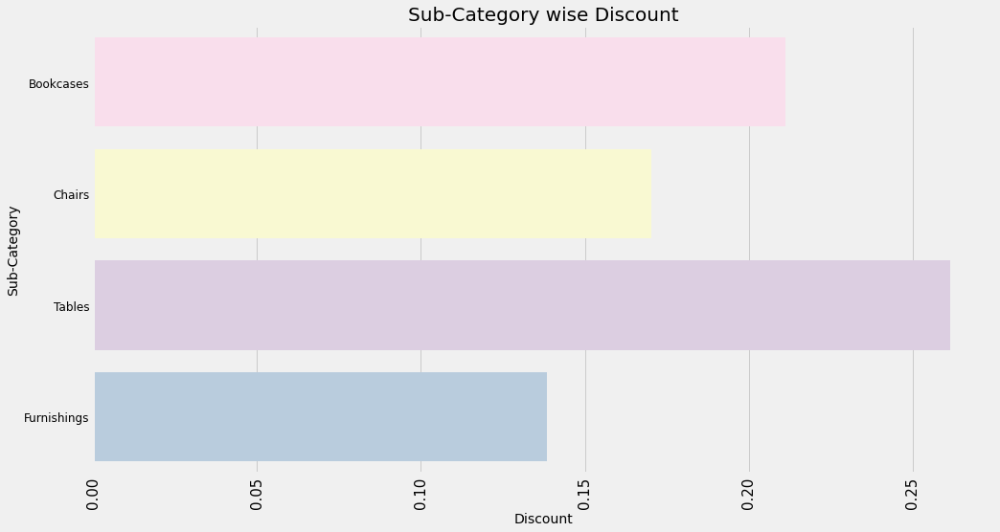 Sub-Category wise Discount
Sub-Category
Bookcases
Chairs
Tables
Furnishings
0.00 0.05 0.10 0.15 0.20 0.25
Discount